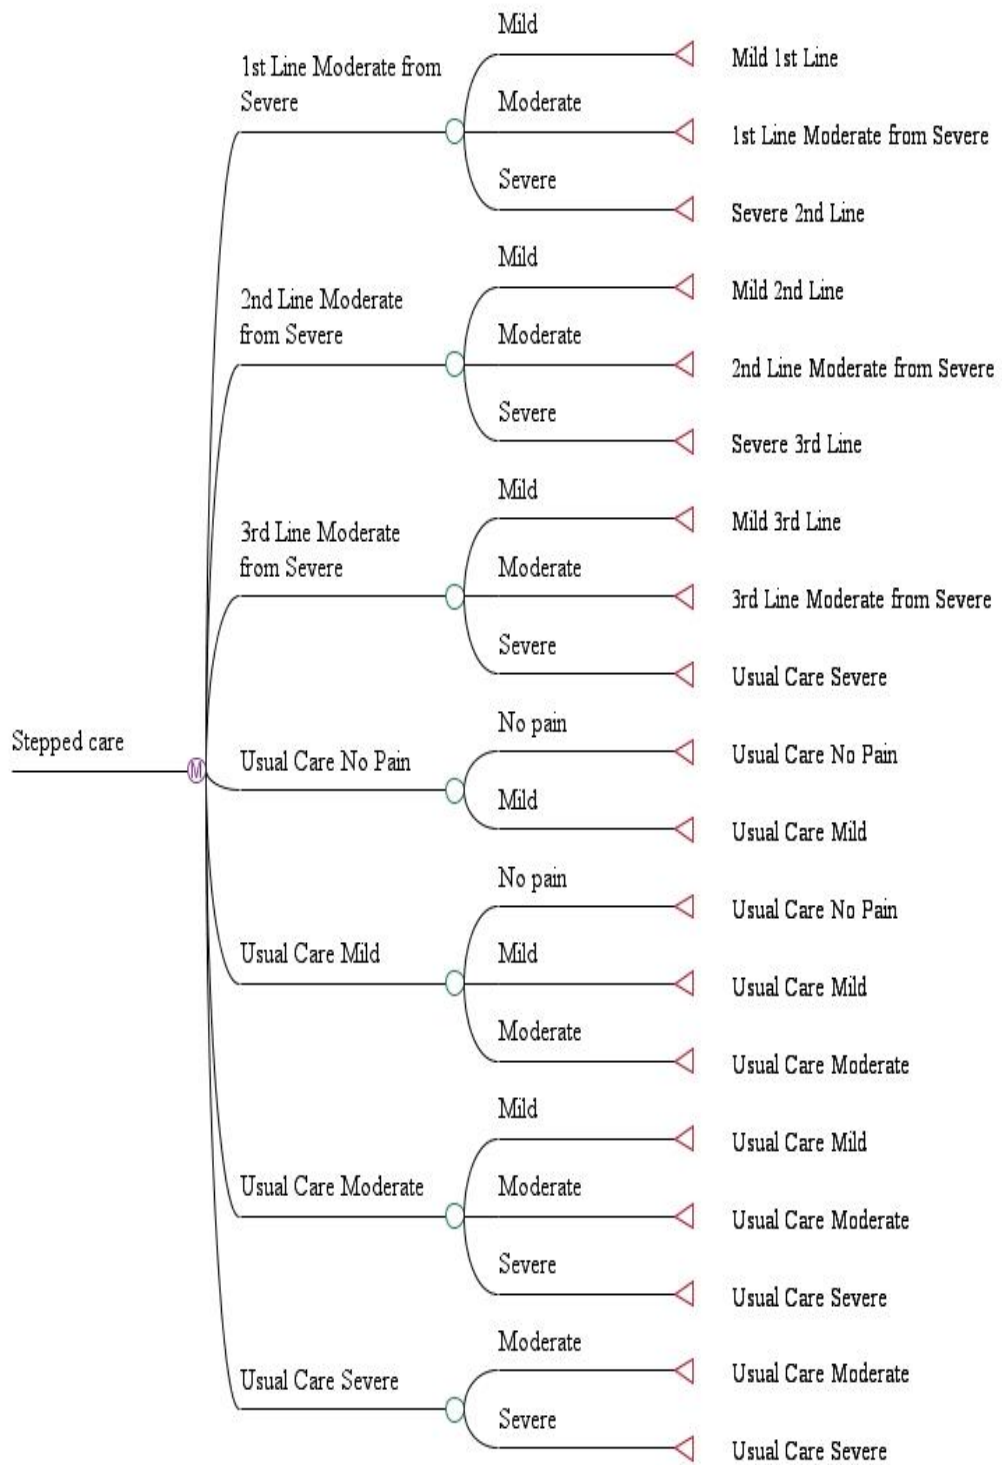 Mild
Mild 1st Line
1st Line Moderate from
Severe
Moderate
1st Line Moderate from Severe
Severe
Severe 2nd Line
Mild
Mild 2nd Line
2nd Line Moderate
from Severe
Moderate
2nd Line Moderate from Severe
Severe
Severe 3rd Line
Mild
Mild 3rd Line
3rd Line Moderate
from Severe
Moderate
3rd Line Moderate from Severe
Severe
Usual Care Severe
Stepped care
M
Usual Care No Pain
No pain
Usual Care No Pain
Mild
Usual Care Mild
Usual Care Mild
No pain
Usual Care No Pain
Mild
Usual Care Mild
Moderate
Usual Care Moderate
Usual Care Moderate
Mild
Usual Care Mild
Moderate
Usual Care Moderate
Severe
Usual Care Severe
Usual Care Severe
Moderate
Usual Care Moderate
Severe
Usual Care Severe